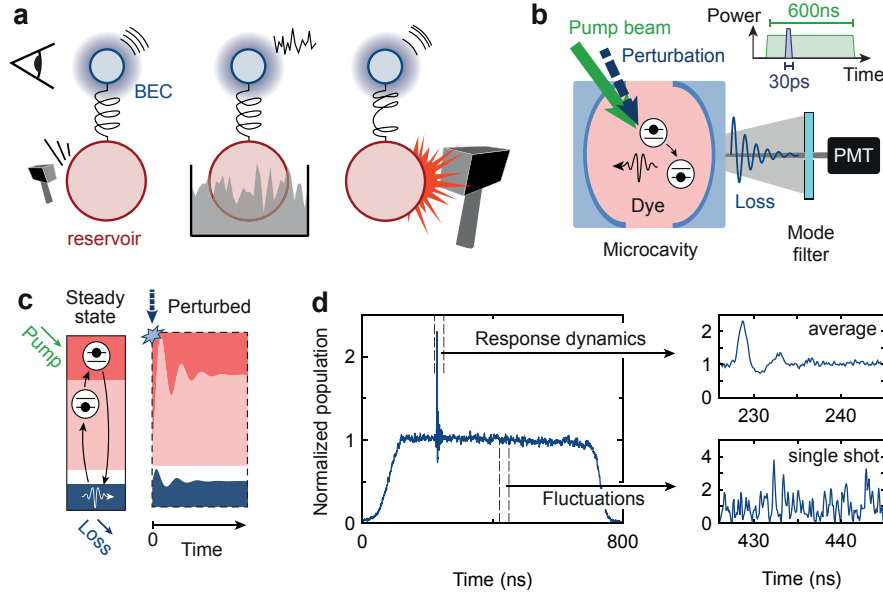 a
BEC
reservoir
b
Pump beam
Perturbation
Power
600ns
Time
30ps
Dye
Loss
PMT
Microcavity
Mode
filter
c
Steady
state
Perturbed
Pump
Loss
0
Time
d
Normalized population
2
1
0
0
800
Time (ns)
Response dynamics
Fluctuations
average
2
1
230
240
single shot
4
2
0
430
440
Time (ns)